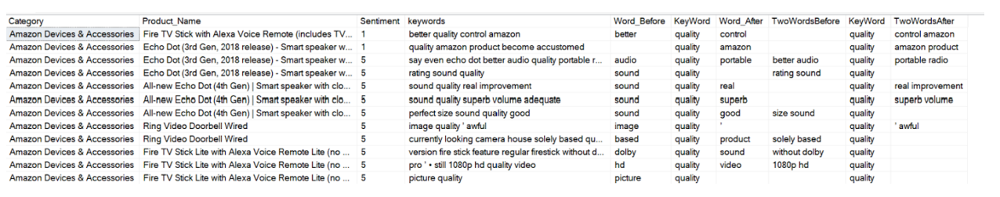 Category Product_Name Sentiment keywords Word_Before KeyWord Word_After TwoWordsBefore KeyWord TwoWordsAfter
Amazon Devices & Accessories Fire TV Stick with Alexa Voice Remote (includes TV... 1 better quality control amazon better quality control quality control amazon
Amazon Devices & Accessories Echo Dot (3rd Gen, 2018 release) - Smart speaker w... 1 quality amazon product become accustomed quality amazon quality amazon product
Amazon Devices & Accessories Echo Dot (3rd Gen, 2018 release) - Smart speaker w... 5 say even echo dot better audio quality portable r... audio quality portable better audio quality portable radio
Amazon Devices & Accessories Echo Dot (3rd Gen, 2018 release) - Smart speaker w... 5 rating sound quality sound quality rating sound quality
Amazon Devices & Accessories All-new Echo Dot (4th Gen) | Smart speaker with clo... 5 sound quality real improvement sound quality real quality real improvement
Amazon Devices & Accessories All-new Echo Dot (4th Gen) | Smart speaker with clo... 5 sound quality superb volume adequate sound quality superb quality superb volume
Amazon Devices & Accessories All-new Echo Dot (4th Gen) | Smart speaker with clo... 5 perfect size sound quality good sound quality good size sound quality
Amazon Devices & Accessories Ring Video Doorbell Wired 5 image quality ' awful image quality ' quality ' awful
Amazon Devices & Accessories Ring Video Doorbell Wired 5 currently looking camera house solely based qu... based quality product solely based quality
Amazon Devices & Accessories Fire TV Stick Lite with Alexa Voice Remote Lite (no ... 5 version fire stick feature regular firestick without d... dolby quality sound without dolby quality
Amazon Devices & Accessories Fire TV Stick Lite with Alexa Voice Remote Lite (no ... 5 pro ' • still 1080p hd quality video hd quality video 1080p hd quality
Amazon Devices & Accessories Fire TV Stick Lite with Alexa Voice Remote Lite (no ... 5 picture quality picture quality quality